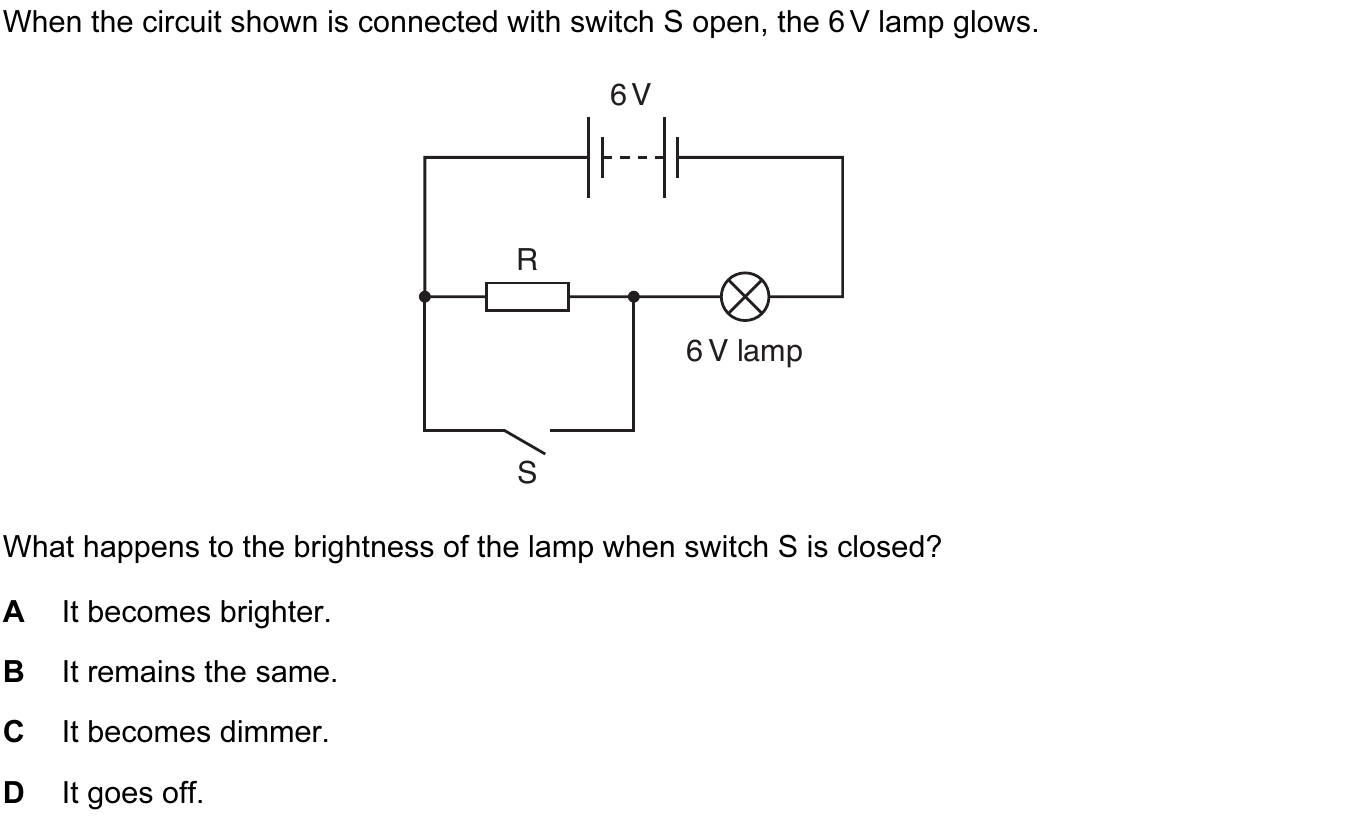 When the circuit shown is connected with switch S open, the 6 V lamp glows.
6 V
R
6 V lamp
S
What happens to the brightness of the lamp when switch S is closed?
A It becomes brighter.
B It remains the same.
C It becomes dimmer.
D It goes off.